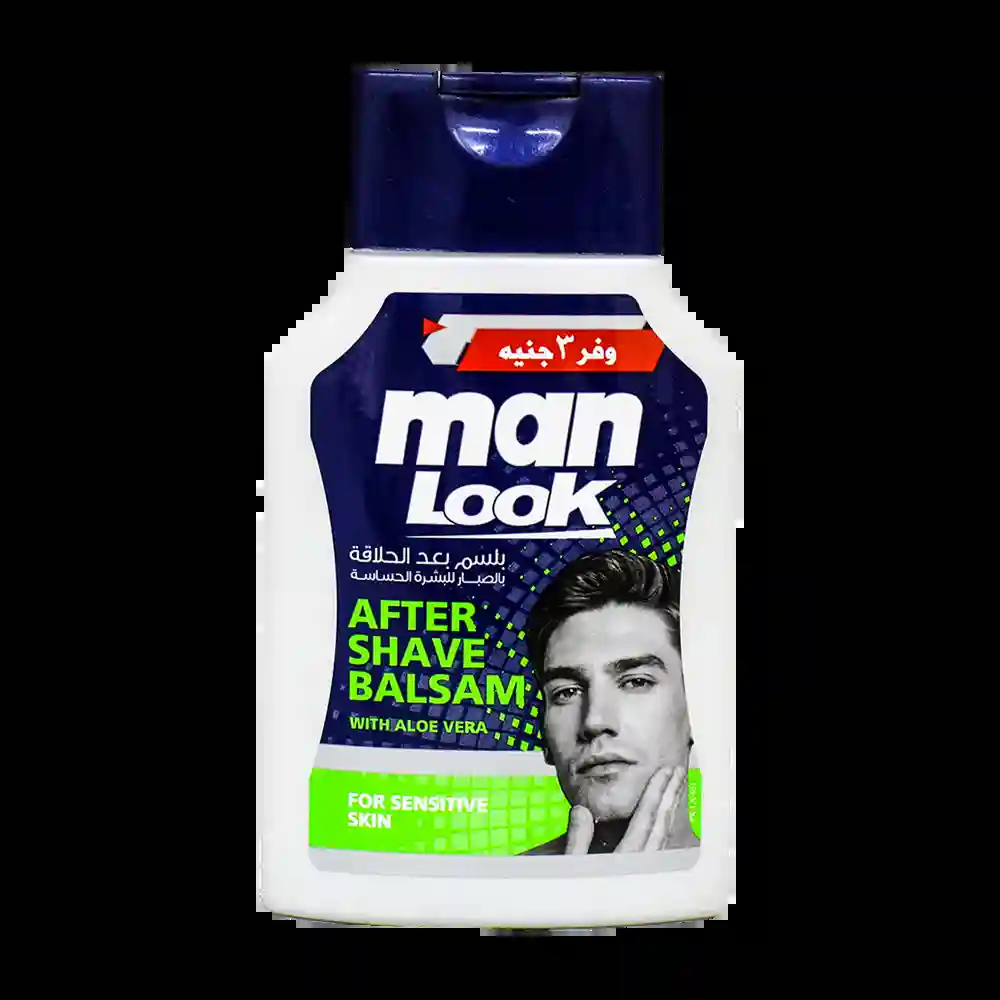 وفر ٣ جنيه
man
LOOK
بلسم بعد الحلاقة
بالصبار للبشرة الحساسة
AFTER
SHAVE
BALSAM
WITH ALOE VERA
FOR SENSITIVE
SKIN